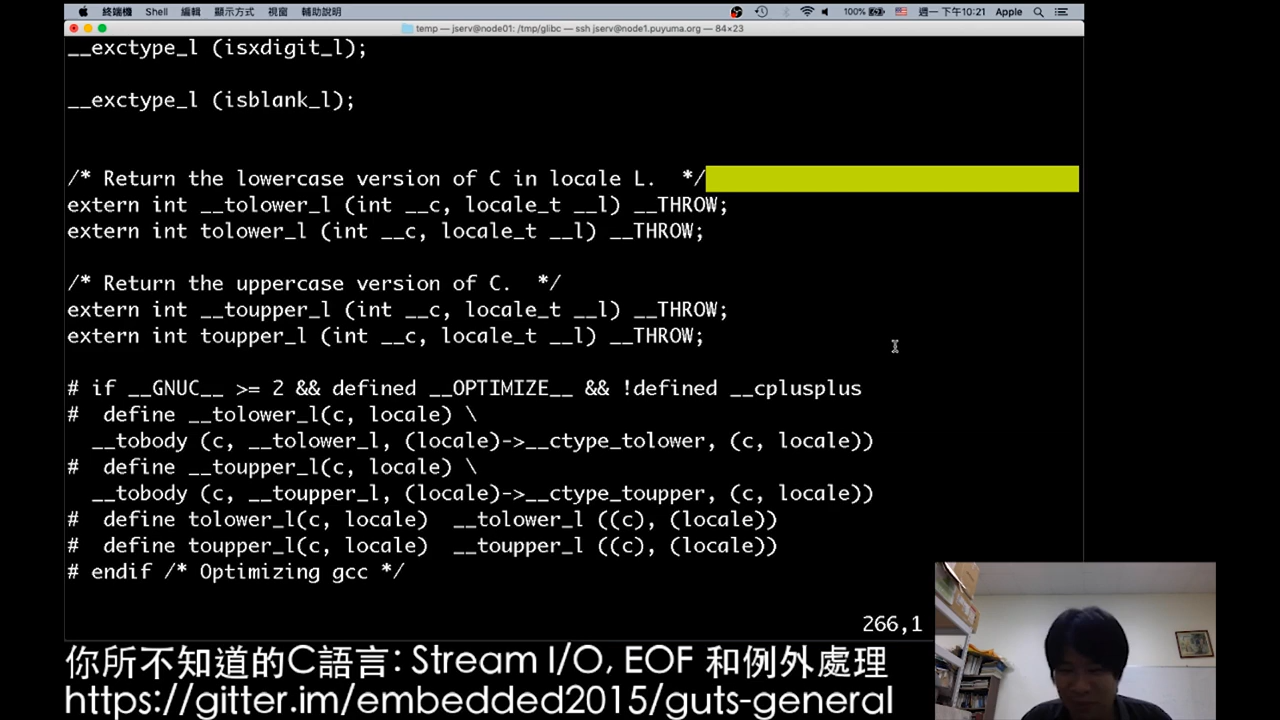 終端機 Shell 編輯 顯示方式 視窗 輔助說明 100% 週一 下午10:21 Apple
temp — jserv@node01: /tmp/glibc — ssh jserv@node1.puyuma.org — 84×23
__exctype_l (isxdigit_l);
__exctype_l (isblank_l);
/* Return the lowercase version of C in locale L.  */
extern int __tolower_l (int __c, locale_t __l) __THROW;
extern int tolower_l (int __c, locale_t __l) __THROW;
/* Return the uppercase version of C.  */
extern int __toupper_l (int __c, locale_t __l) __THROW;
extern int toupper_l (int __c, locale_t __l) __THROW;
# if __GNUC__ >= 2 && defined __OPTIMIZE__ && !defined __cplusplus
#  define __tolower_l(c, locale) \
  __tobody (c, __tolower_l, (locale)->__ctype_tolower, (c, locale))
#  define __toupper_l(c, locale) \
  __tobody (c, __toupper_l, (locale)->__ctype_toupper, (c, locale))
#  define tolower_l(c, locale)  __tolower_l ((c), (locale))
#  define toupper_l(c, locale)  __toupper_l ((c), (locale))
# endif /* Optimizing gcc */
266,1
你所不知道的C語言: Stream I/O, EOF 和例外處理
https://gitter.im/embedded2015/guts-general